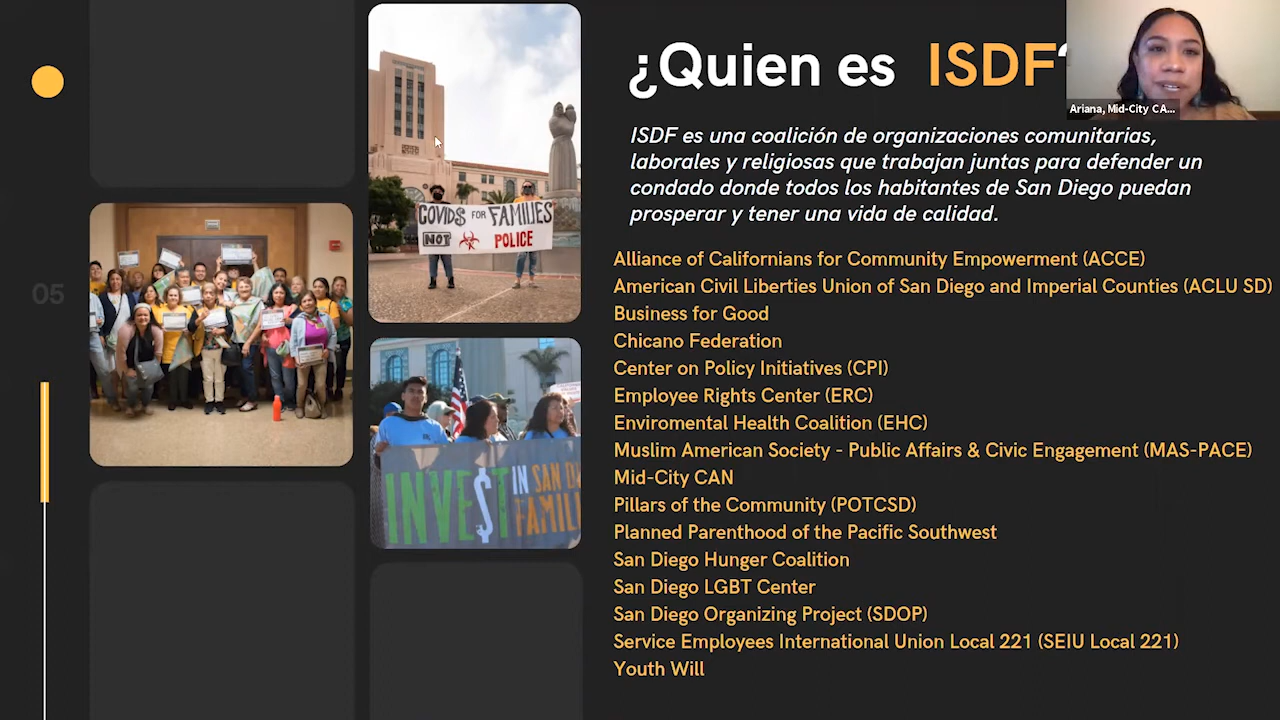 ¿Quien es ISDF?
Ariana, Mid-City CA...
ISDF es una coalición de organizaciones comunitarias,
laborales y religiosas que trabajan juntas para defender un
condado donde todos los habitantes de San Diego puedan
prosperar y tener una vida de calidad.
05
COVID$ FOR FAMILIES
NOT POLICE
INVE$T IN SAN D
FAMILI
Alliance of Californians for Community Empowerment (ACCE)
American Civil Liberties Union of San Diego and Imperial Counties (ACLU SD)
Business for Good
Chicano Federation
Center on Policy Initiatives (CPI)
Employee Rights Center (ERC)
Enviromental Health Coalition (EHC)
Muslim American Society - Public Affairs & Civic Engagement (MAS-PACE)
Mid-City CAN
Pillars of the Community (POTCSD)
Planned Parenthood of the Pacific Southwest
San Diego Hunger Coalition
San Diego LGBT Center
San Diego Organizing Project (SDOP)
Service Employees International Union Local 221 (SEIU Local 221)
Youth Will